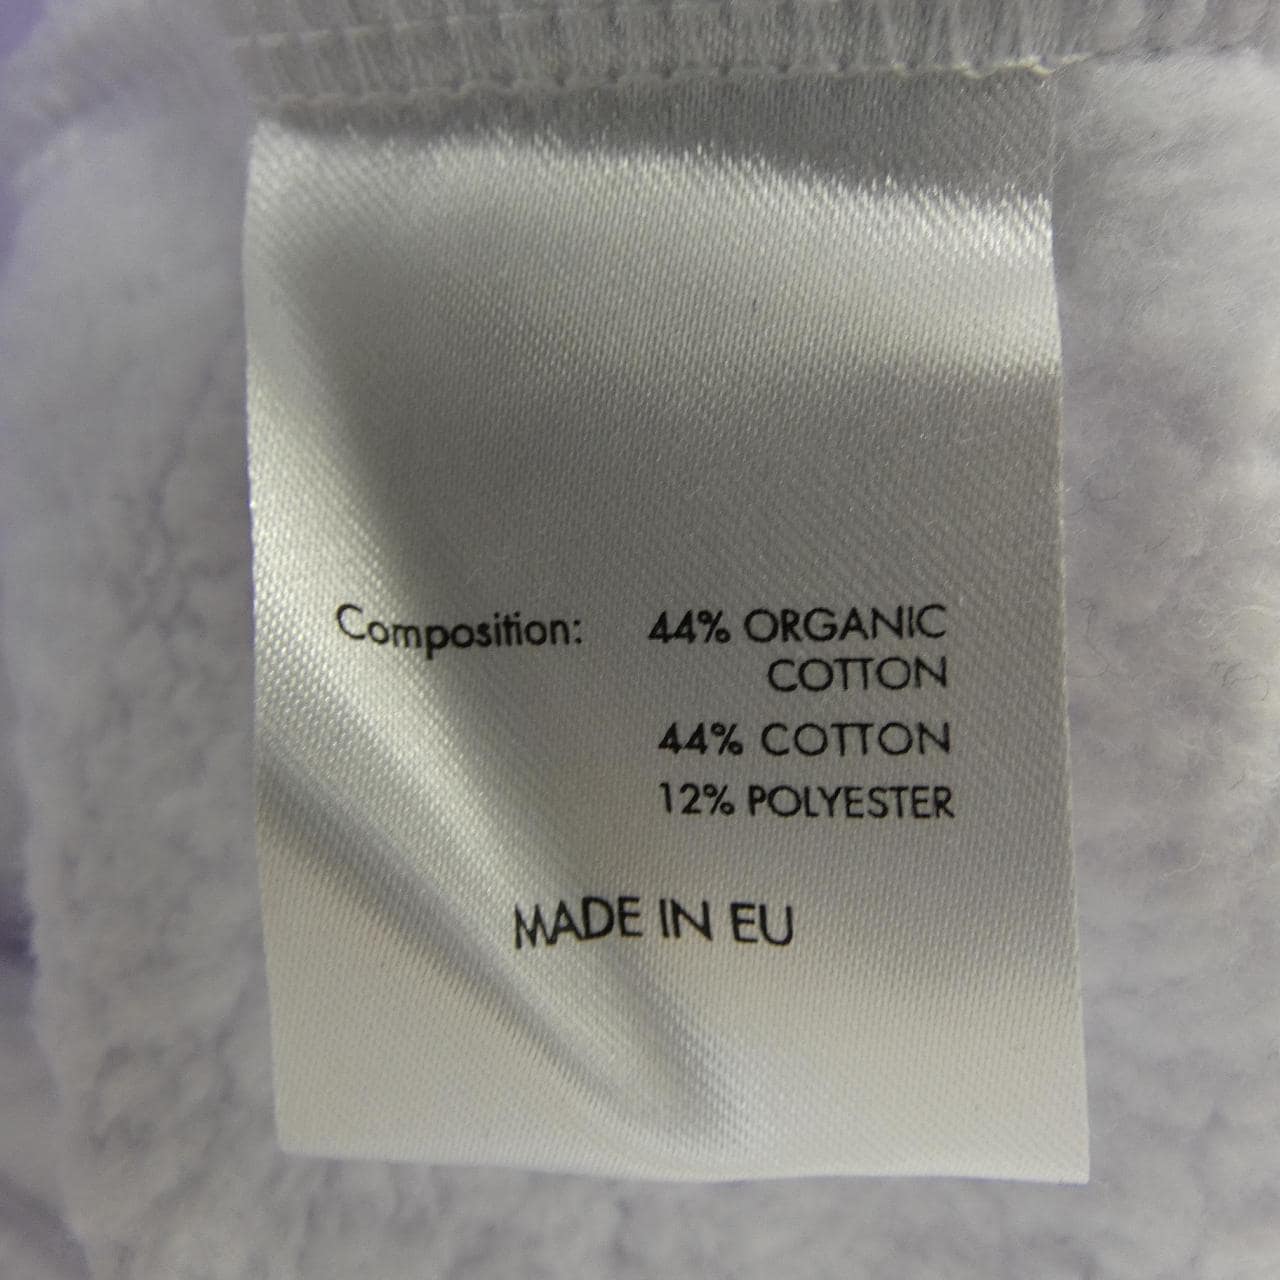 Composition: 44% ORGANIC
COTTON
44% COTTON
12% POLYESTER
MADE IN EU